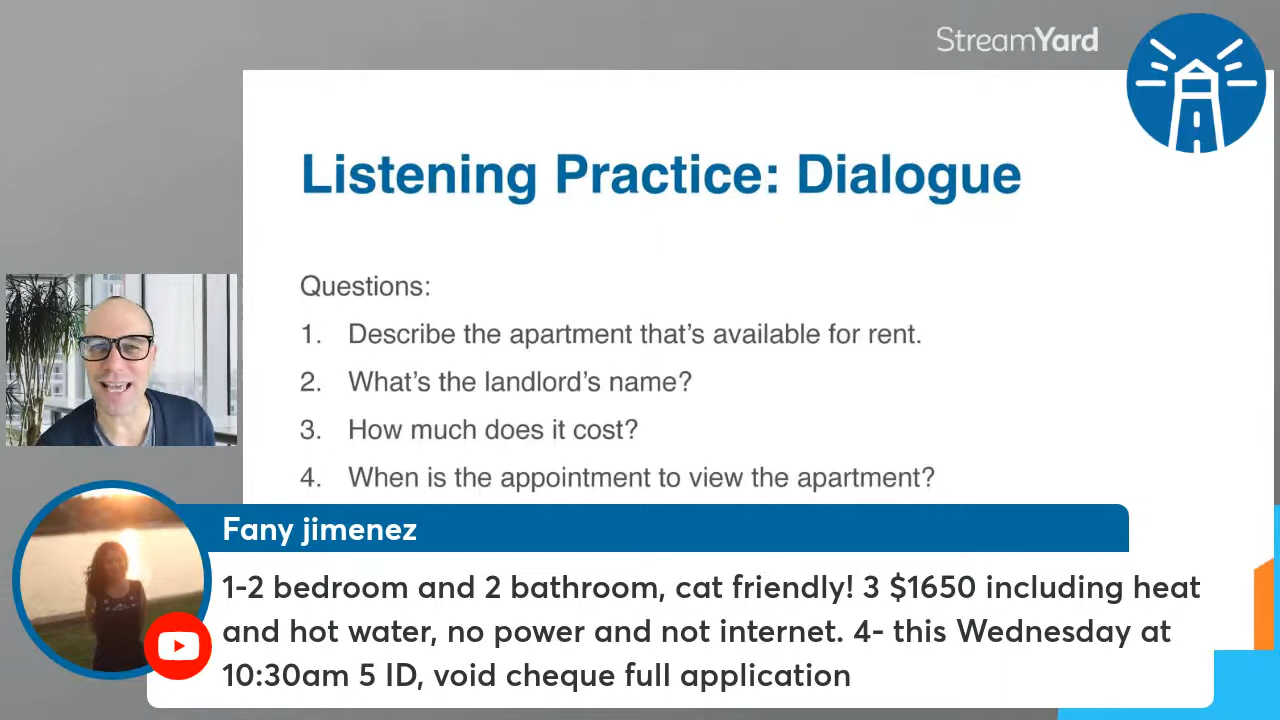 StreamYard
Listening Practice: Dialogue
Questions:
1. Describe the apartment that's available for rent.
2. What's the landlord's name?
3. How much does it cost?
4. When is the appointment to view the apartment?
Fany jimenez
1-2 bedroom and 2 bathroom, cat friendly! 3 $1650 including heat
and hot water, no power and not internet. 4- this Wednesday at
10:30am 5 ID, void cheque full application